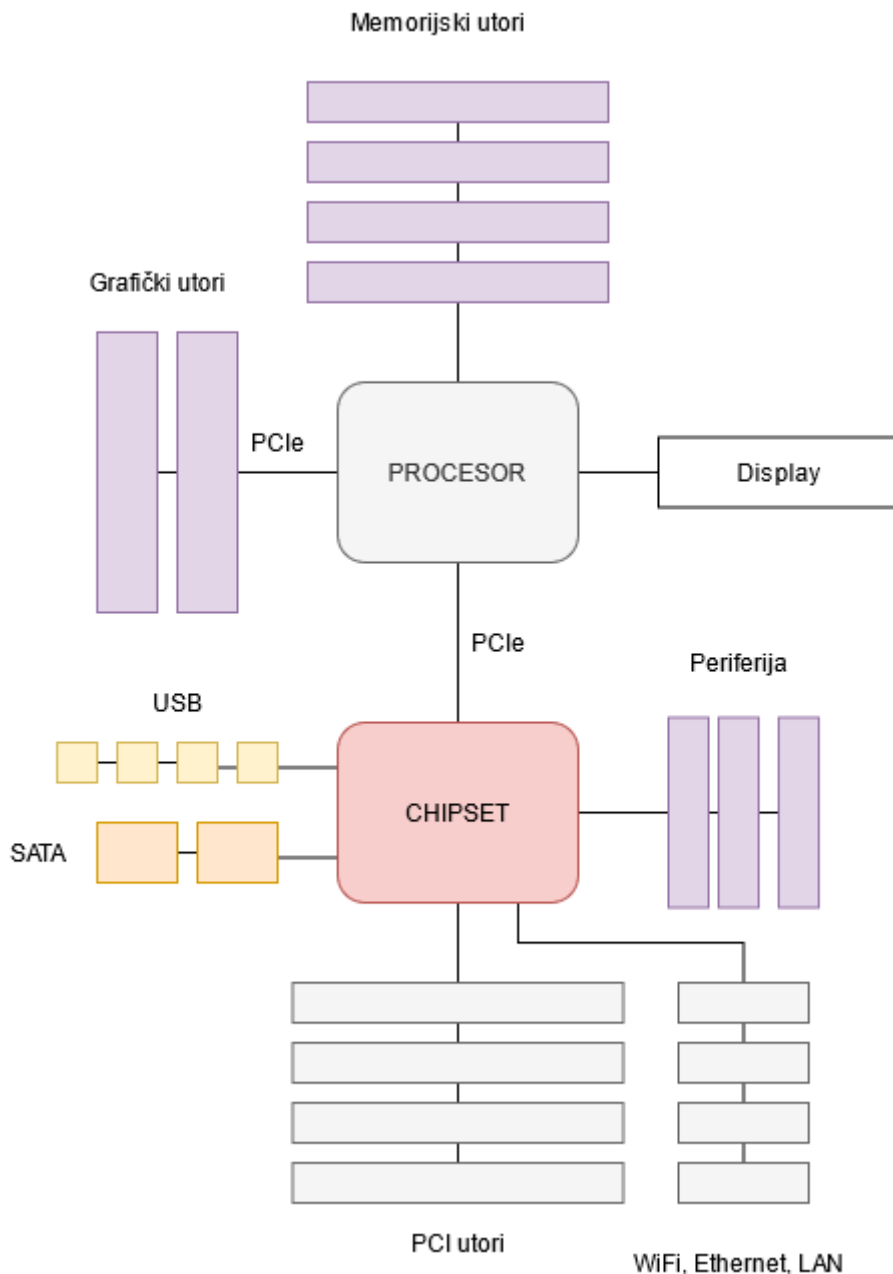 Memorijski utori
Grafički utori
PCIe
PROCESOR
Display
PCIe
Periferija
USB
CHIPSET
SATA
PCI utori
WiFi, Ethernet, LAN